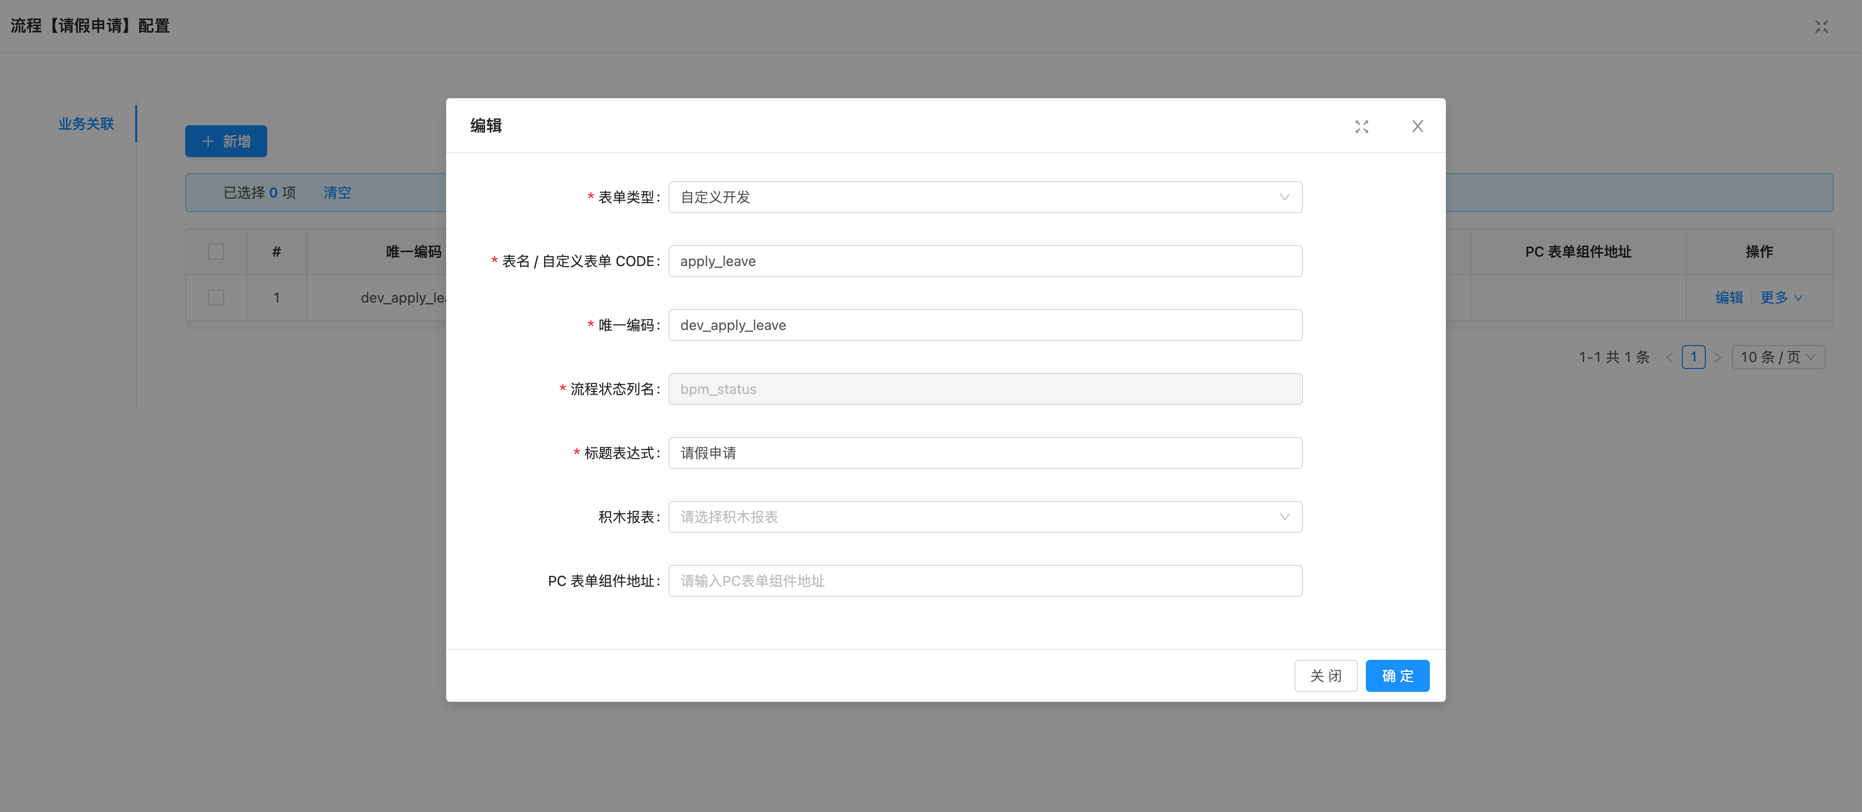 流程【请假申请】配置
业务关联
新增
已选择 0 项 清空
# 唯一编码 PC 表单组件地址 操作
1 dev_apply_lea 编辑 更多
1-1 共 1 条 1 10 条 / 页
编辑
* 表单类型: 自定义开发
* 表名 / 自定义表单 CODE: apply_leave
* 唯一编码: dev_apply_leave
* 流程状态列名: bpm_status
* 标题表达式: 请假申请
积木报表: 请选择积木报表
PC 表单组件地址: 请输入PC表单组件地址
关 闭 确 定